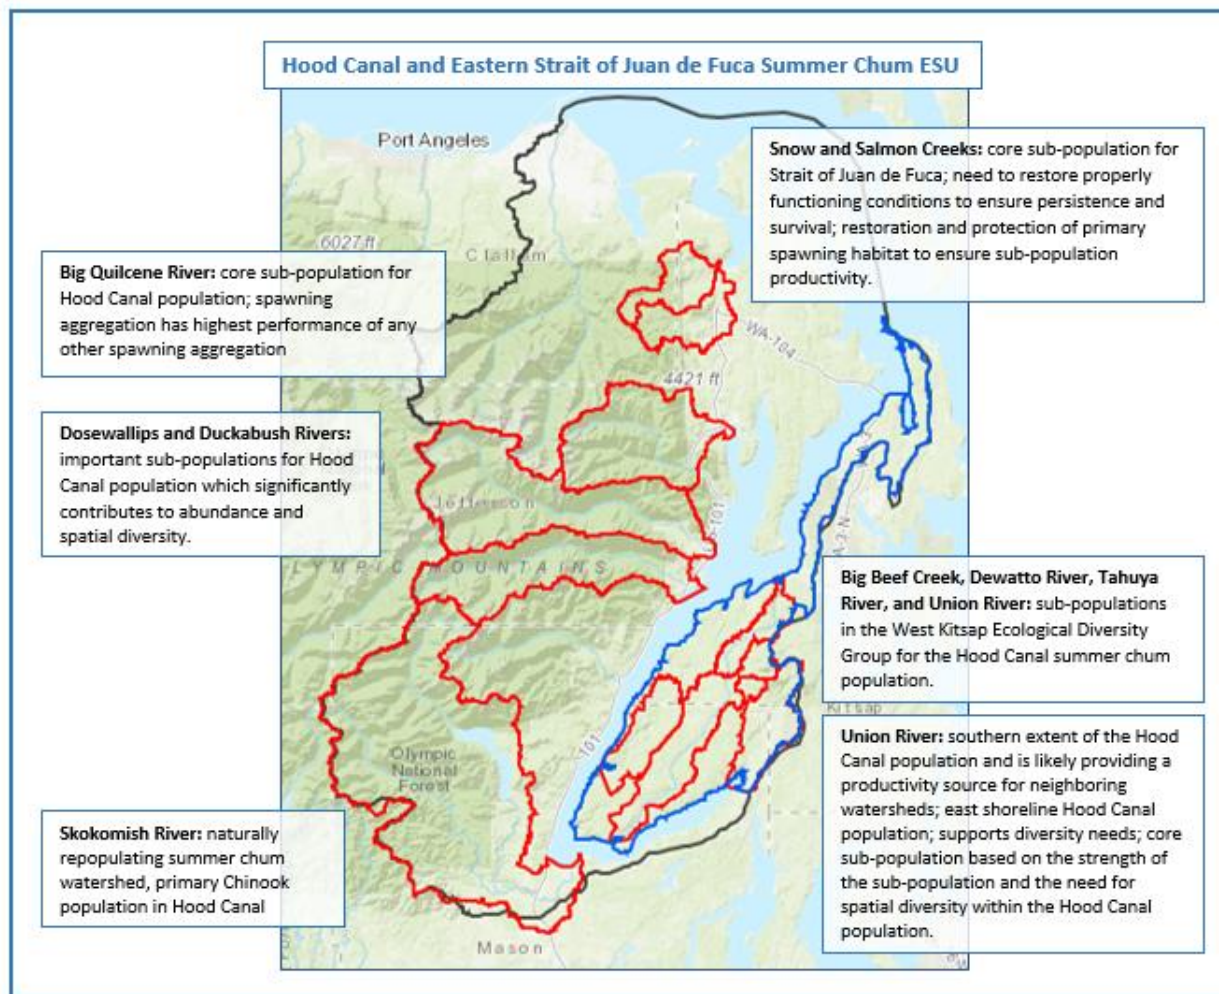 Hood Canal and Eastern Strait of Juan de Fuca Summer Chum ESU
Port Angeles
Snow and Salmon Creeks: core sub-population for
Strait of Juan de Fuca; need to restore properly
functioning conditions to ensure persistence and
survival; restoration and protection of primary
spawning habitat to ensure sub-population
productivity.
6027 ft
Clallam
Big Quilcene River: core sub-population for
Hood Canal population; spawning
aggregation has highest performance of any
other spawning aggregation
WA-104
4421 ft
Dosewallips and Duckabush Rivers:
important sub-populations for Hood
Canal population which significantly
contributes to abundance and
spatial diversity.
Jefferson
101
A-3-N
LYMPIC MOUNTAINS
Big Beef Creek, Dewatto River, Tahuya
River, and Union River: sub-populations
in the West Kitsap Ecological Diversity
Group for the Hood Canal summer chum
population.
Kitsap
Union River: southern extent of the Hood
Canal population and is likely providing a
productivity source for neighboring
watersheds; east shoreline Hood Canal
population; supports diversity needs; core
sub-population based on the strength of
the sub-population and the need for
spatial diversity within the Hood Canal
population.
101
Olympic
National
Forest
Skokomish River: naturally
repopulating summer chum
watershed, primary Chinook
population in Hood Canal
Mason